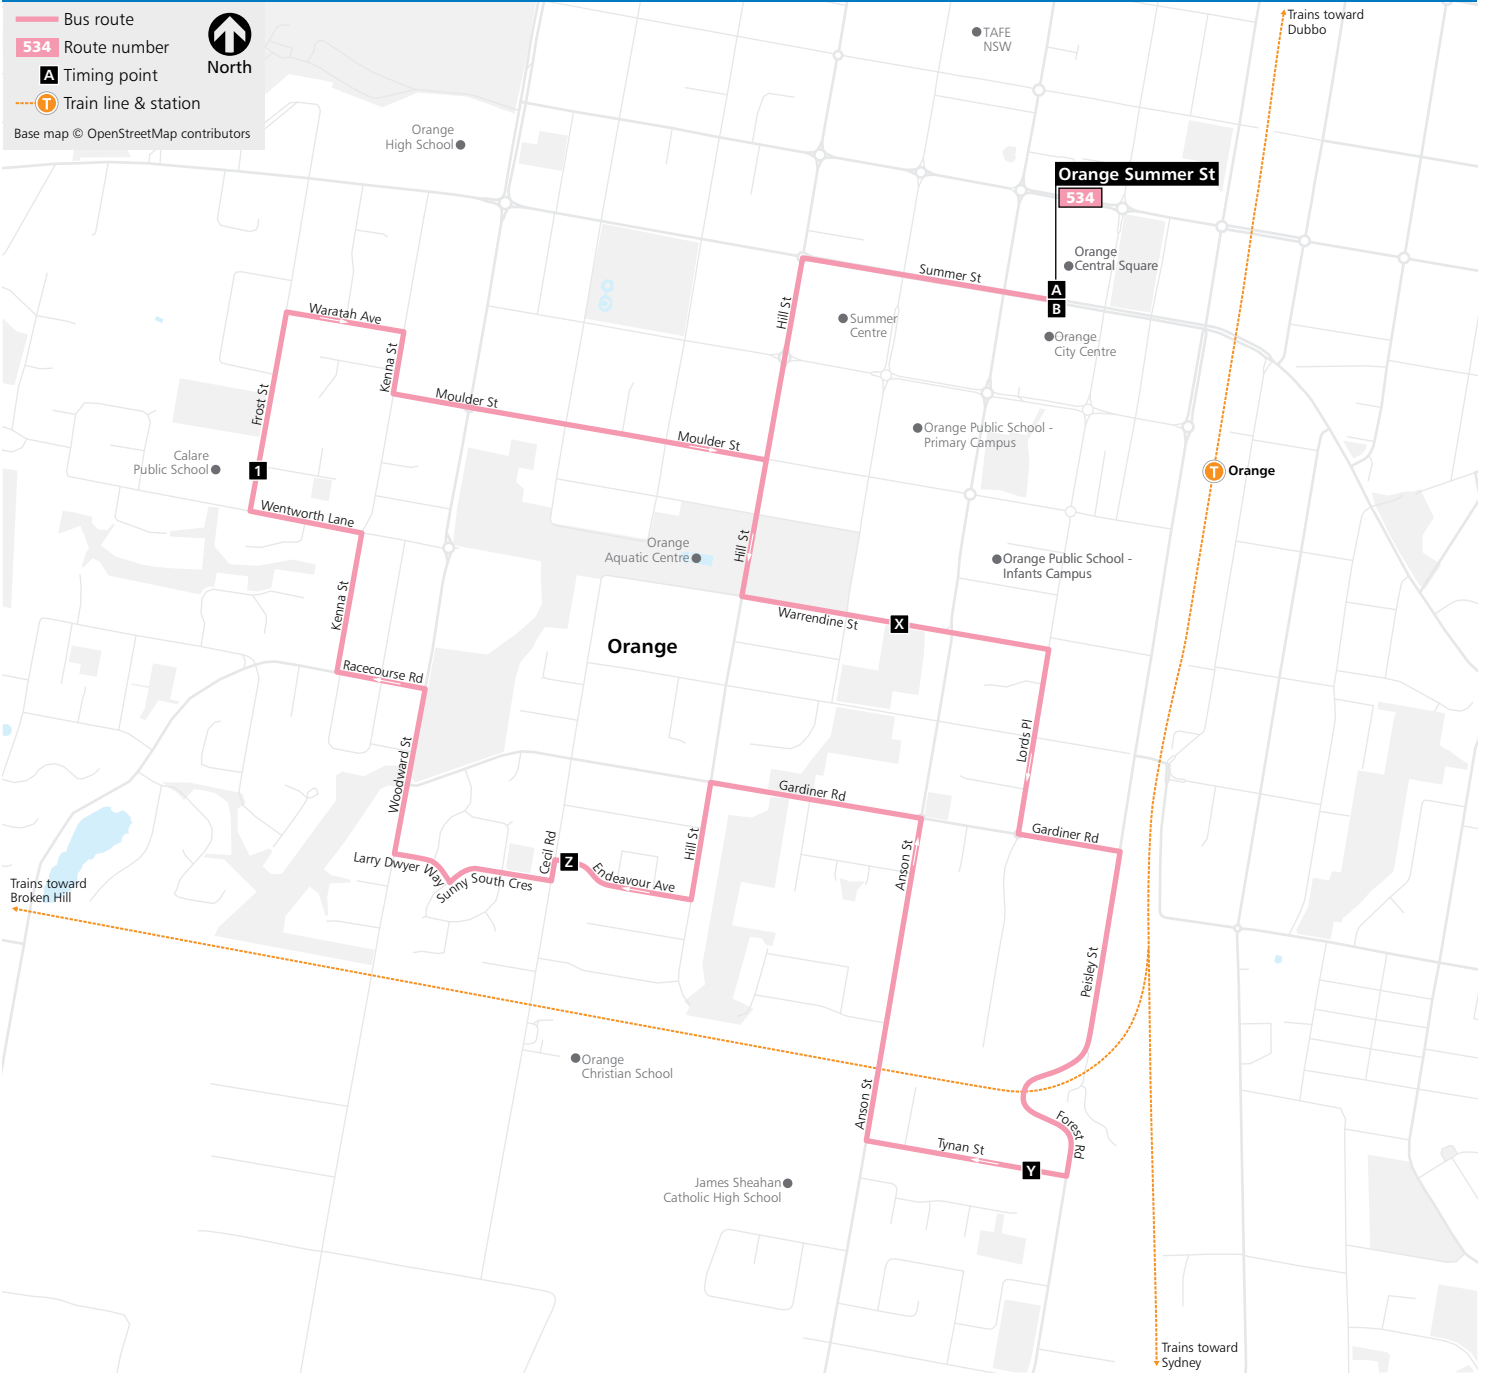 Bus route
534 Route number
A Timing point
T Train line & station
Base map © OpenStreetMap contributors
North
TAFE
NSW
Trains toward
Dubbo
Orange
High School
Orange Summer St
534
Orange
Central Square
A
B
Summer St
Hill St
Summer
Centre
Orange
City Centre
Waratah Ave
Kenna St
Frost St
Moulder St
Moulder St
Orange Public School -
Primary Campus
Calare
Public School
1
T Orange
Wentworth Lane
Orange
Aquatic Centre
Hill St
Orange Public School -
Infants Campus
Kenna St
Warrendine St
X
Orange
Racecourse Rd
Woodward St
Lords Pl
Gardiner Rd
Gardiner Rd
Hill St
Cecil Rd
Z
Endeavour Ave
Anson St
Larry Dwyer Way
Sunny South Cres
Trains toward
Broken Hill
Peisley St
Orange
Christian School
Anson St
Forest Rd
Tynan St
Y
James Sheahan
Catholic High School
Trains toward
Sydney